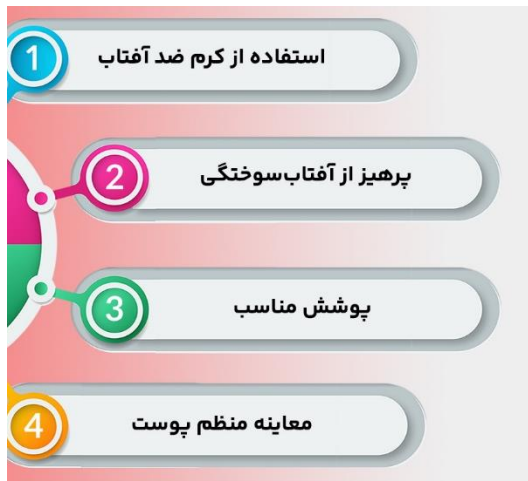 1 استفاده از کرم ضد آفتاب
2 پرهیز از آفتاب‌سوختگی
3 پوشش مناسب
4 معاینه منظم پوست